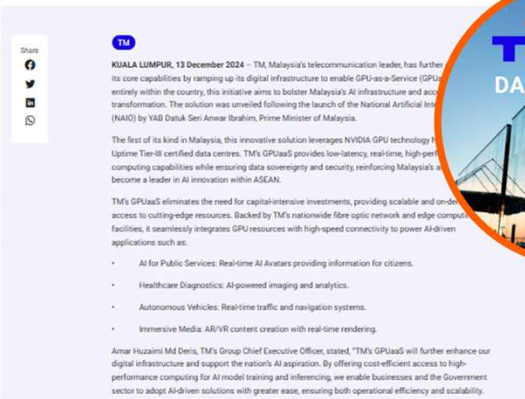 Share
TM
KUALA LUMPUR, 13 December 2024 – TM, Malaysia's telecommunication leader, has further
its core capabilities by ramping up its digital infrastructure to enable GPU-as-a-Service
entirely within the country, this initiative aims to bolster Malaysia's AI infrastructure and
transformation. The solution was unveiled following the launch of the National Artificial
(NAIO) by YAB Datuk Seri Anwar Ibrahim, Prime Minister of Malaysia.
The first of its kind in Malaysia, this innovative solution leverages NVIDIA GPU technology
Uptime Tier-III certified data centres. TM's GPUaaS provides low-latency, real-time,
computing capabilities while ensuring data sovereignty and security, reinforcing Malaysia's
become a leader in AI innovation within ASEAN.
TM's GPUaaS eliminates the need for capital-intensive investments, providing scalable and
access to cutting-edge resources. Backed by TM's nationwide fibre optic network and edge
facilities, it seamlessly integrates GPU resources with high-speed connectivity to power AI-driven
applications such as:
• AI for Public Services: Real-time AI Avatars providing information for citizens.
• Healthcare Diagnostics: AI-powered imaging and analytics.
• Autonomous Vehicles: Real-time traffic and navigation systems.
• Immersive Media: AR/VR content creation with real-time rendering.
Amar Huzaimi Md Deris, TM's Group Chief Executive Officer, stated, "TM's GPUaaS will further enhance our
digital infrastructure and support the nation's AI aspiration. By offering cost-efficient access to high-
performance computing for AI model training and inferencing, we enable businesses and the Government
sector to adopt AI-driven solutions with greater ease, ensuring both operational efficiency and scalability.